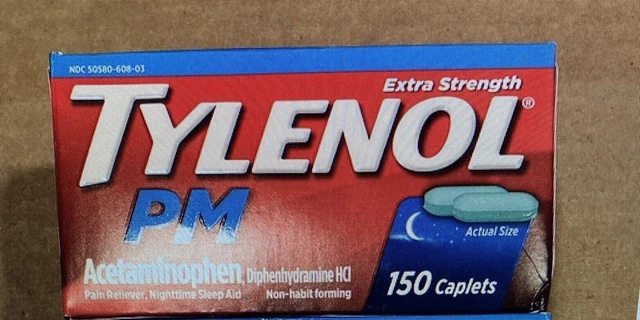 NDC 50580-608-03
Extra Strength
TYLENOL®
PM
Acetaminophen, Diphenhydramine HCl
Pain Reliever, Nighttime Sleep Aid Non-habit forming
Actual Size
150 Caplets